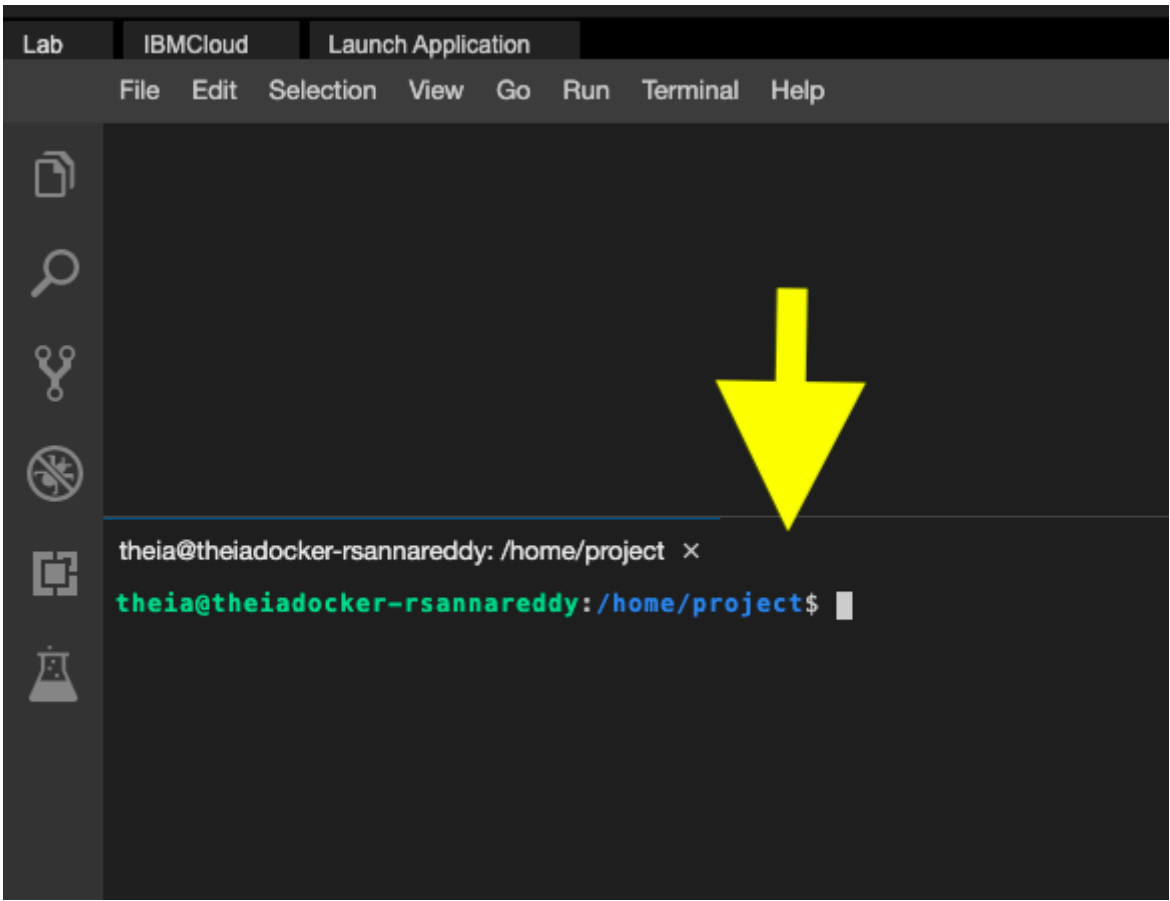 Lab IBMCloud Launch Application
File Edit Selection View Go Run Terminal Help
theia@theiadocker-rsannareddy: /home/project ×
theia@theiadocker-rsannareddy:/home/project$